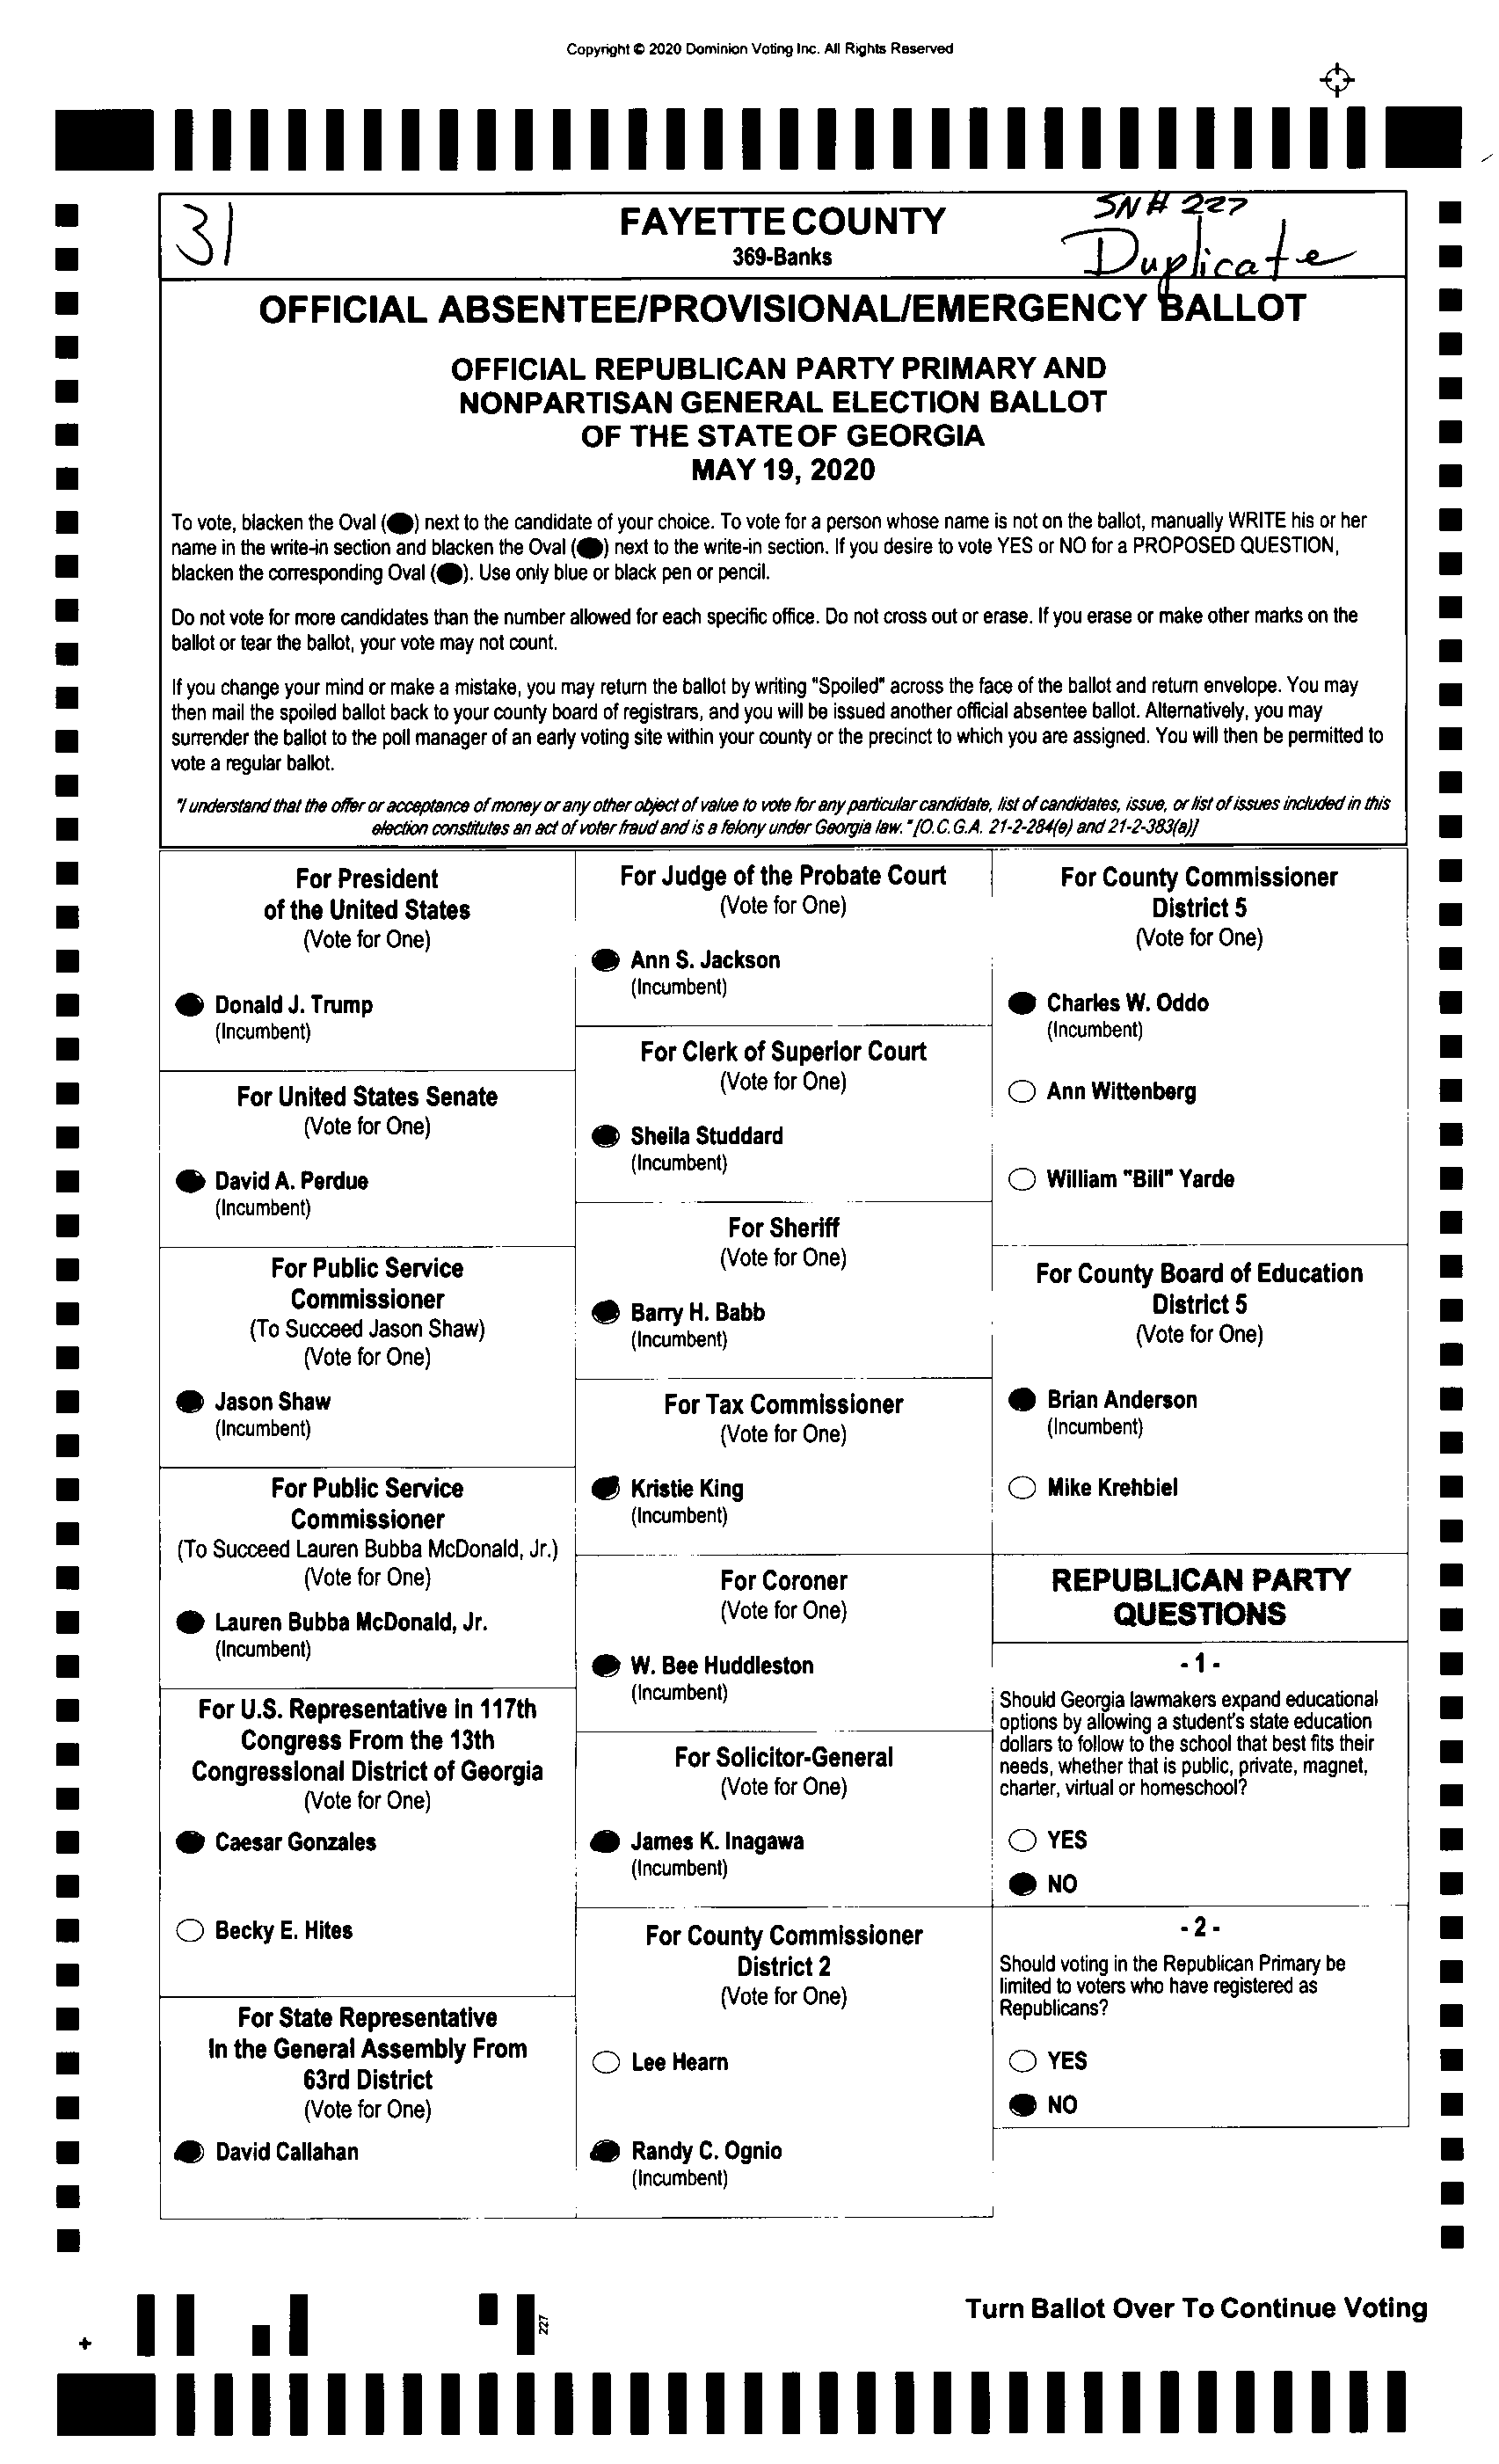 Copyright © 2020 Dominion Voting Inc. All Rights Reserved
31
FAYETTE COUNTY
369-Banks
SN# 227
Duplicate
OFFICIAL ABSENTEE/PROVISIONAL/EMERGENCY BALLOT
OFFICIAL REPUBLICAN PARTY PRIMARY AND
NONPARTISAN GENERAL ELECTION BALLOT
OF THE STATE OF GEORGIA
MAY 19, 2020
To vote, blacken the Oval (●) next to the candidate of your choice. To vote for a person whose name is not on the ballot, manually WRITE his or her
name in the write-in section and blacken the Oval (●) next to the write-in section. If you desire to vote YES or NO for a PROPOSED QUESTION,
blacken the corresponding Oval (●). Use only blue or black pen or pencil.
Do not vote for more candidates than the number allowed for each specific office. Do not cross out or erase. If you erase or make other marks on the
ballot or tear the ballot, your vote may not count.
If you change your mind or make a mistake, you may return the ballot by writing "Spoiled" across the face of the ballot and return envelope. You may
then mail the spoiled ballot back to your county board of registrars, and you will be issued another official absentee ballot. Alternatively, you may
surrender the ballot to the poll manager of an early voting site within your county or the precinct to which you are assigned. You will then be permitted to
vote a regular ballot.
"I understand that the offer or acceptance of money or any other object of value to vote for any particular candidate, list of candidates, issue, or list of issues included in this
election constitutes an act of voter fraud and is a felony under Georgia law." [O.C.G.A. 21-2-284(e) and 21-2-383(a)]
For President
of the United States
(Vote for One)
Donald J. Trump
(Incumbent)
For United States Senate
(Vote for One)
David A. Perdue
(Incumbent)
For Public Service
Commissioner
(To Succeed Jason Shaw)
(Vote for One)
Jason Shaw
(Incumbent)
For Public Service
Commissioner
(To Succeed Lauren Bubba McDonald, Jr.)
(Vote for One)
Lauren Bubba McDonald, Jr.
(Incumbent)
For U.S. Representative in 117th
Congress From the 13th
Congressional District of Georgia
(Vote for One)
Caesar Gonzales
Becky E. Hites
For State Representative
In the General Assembly From
63rd District
(Vote for One)
David Callahan
For Judge of the Probate Court
(Vote for One)
Ann S. Jackson
(Incumbent)
For Clerk of Superior Court
(Vote for One)
Sheila Studdard
(Incumbent)
For Sheriff
(Vote for One)
Barry H. Babb
(Incumbent)
For Tax Commissioner
(Vote for One)
Kristie King
(Incumbent)
For Coroner
(Vote for One)
W. Bee Huddleston
(Incumbent)
For Solicitor-General
(Vote for One)
James K. Inagawa
(Incumbent)
For County Commissioner
District 2
(Vote for One)
Lee Hearn
Randy C. Ognio
(Incumbent)
For County Commissioner
District 5
(Vote for One)
Charles W. Oddo
(Incumbent)
Ann Wittenberg
William "Bill" Yarde
For County Board of Education
District 5
(Vote for One)
Brian Anderson
(Incumbent)
Mike Krehbiel
REPUBLICAN PARTY
QUESTIONS
- 1 -
Should Georgia lawmakers expand educational
options by allowing a student's state education
dollars to follow to the school that best fits their
needs, whether that is public, private, magnet,
charter, virtual or homeschool?
YES
NO
- 2 -
Should voting in the Republican Primary be
limited to voters who have registered as
Republicans?
YES
NO
Turn Ballot Over To Continue Voting
227